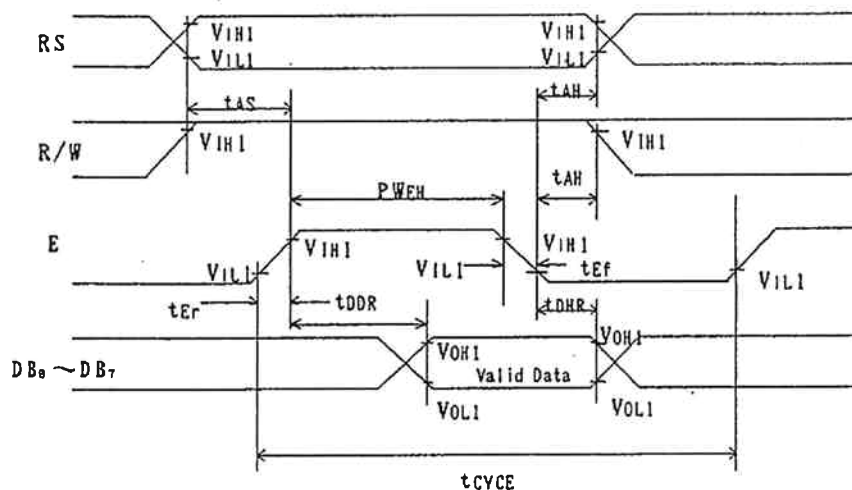 RS
VIH1
VIH1
VIL1
VIL1
tAS
tAH
R/W
VIH1
VIH1
tAH
PWEH
E
VIH1
VIH1
VIL1
VIL1
tEf
VIL1
tEr
tDDR
tDHR
VOH1
VOH1
DB₀～DB₇
Valid Data
VOL1
VOL1
tCYCE